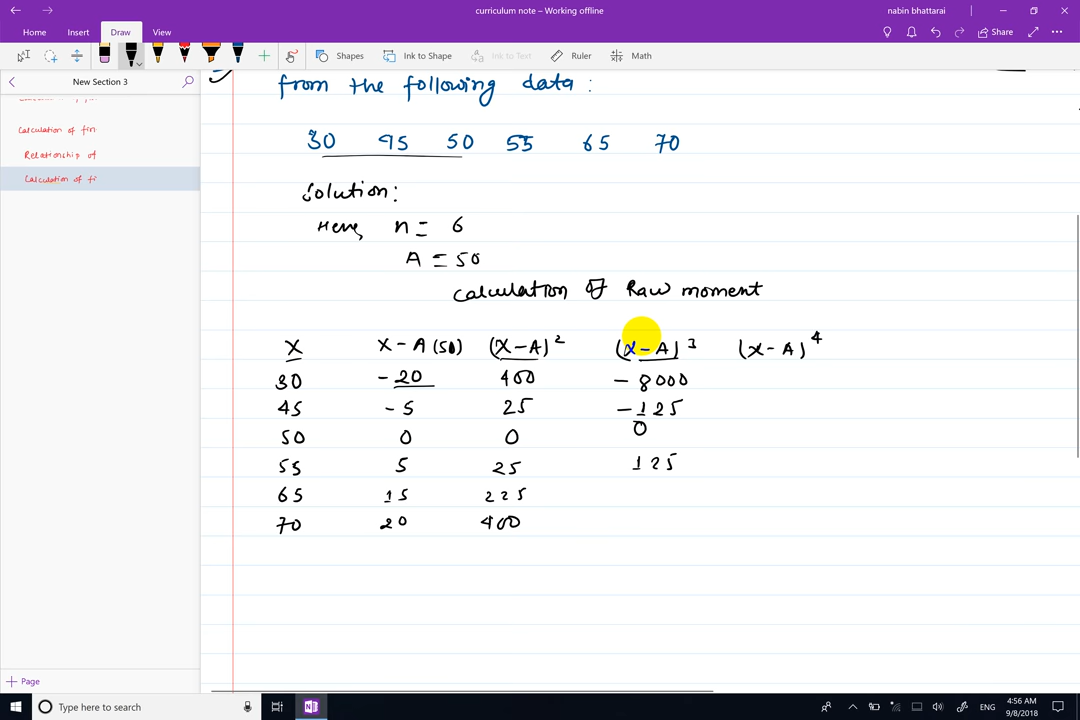 curriculum note – Working offline
nabin bhattarai
Home Insert Draw View
Share
Shapes Ink to Shape Ink to Text Ruler Math
New Section 3
Calculation of fin
Relationship of
Calculation of fi
from the following data :
30 45 50 55 65 70
Solution:
Here, n = 6
A = 50
calculation of Raw moment
X X - A (50) (X - A)² (X - A)³ (X - A)⁴
30 - 20 400 - 8000
45 - 5 25 - 125
50 0 0 0
55 5 25 125
65 15 225
70 20 400
+ Page
Type here to search
ENG
4:56 AM
9/8/2018